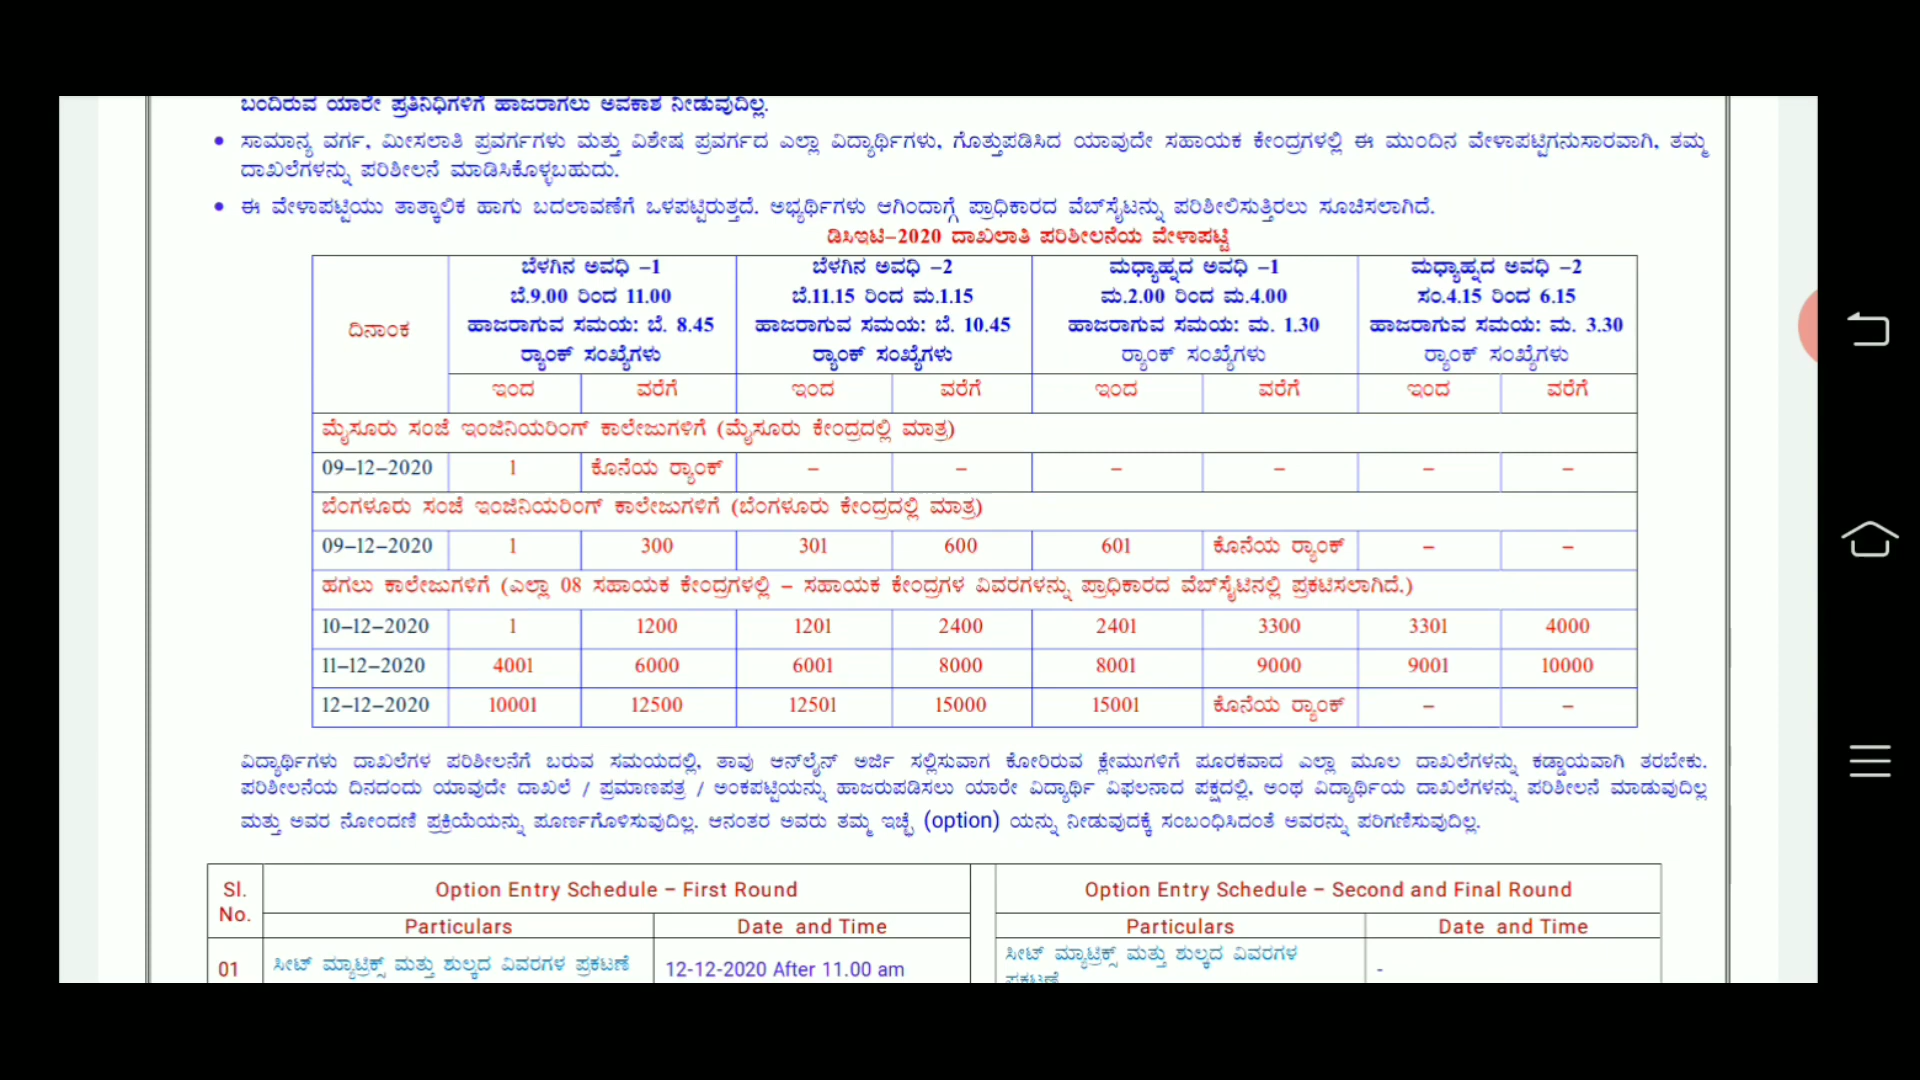 ಬಂದಿರುವ ಯಾರೇ ಪ್ರತಿನಿಧಿಗಳಿಗೆ ಹಾಜರಾಗಲು ಅವಕಾಶ ನೀಡುವುದಿಲ್ಲ.
• ಸಾಮಾನ್ಯ ವರ್ಗ, ಮೀಸಲಾತಿ ಪ್ರವರ್ಗಗಳು ಮತ್ತು ವಿಶೇಷ ಪ್ರವರ್ಗದ ಎಲ್ಲಾ ವಿದ್ಯಾರ್ಥಿಗಳು, ಗೊತ್ತುಪಡಿಸಿದ ಯಾವುದೇ ಸಹಾಯಕ ಕೇಂದ್ರಗಳಲ್ಲಿ ಈ ಮುಂದಿನ ವೇಳಾಪಟ್ಟಿಗನುಸಾರವಾಗಿ, ತಮ್ಮ
ದಾಖಲೆಗಳನ್ನು ಪರಿಶೀಲನೆ ಮಾಡಿಸಿಕೊಳ್ಳಬಹುದು.
• ಈ ವೇಳಾಪಟ್ಟಿಯು ತಾತ್ಕಾಲಿಕ ಹಾಗು ಬದಲಾವಣೆಗೆ ಒಳಪಟ್ಟಿರುತ್ತದೆ. ಅಭ್ಯರ್ಥಿಗಳು ಆಗಿಂದಾಗ್ಗೆ ಪ್ರಾಧಿಕಾರದ ವೆಬ್‌ಸೈಟನ್ನು ಪರಿಶೀಲಿಸುತ್ತಿರಲು ಸೂಚಿಸಲಾಗಿದೆ.
ಡಿಸಿಇಟಿ–2020 ದಾಖಲಾತಿ ಪರಿಶೀಲನೆಯ ವೇಳಾಪಟ್ಟಿ
ದಿನಾಂಕ
ಬೆಳಗಿನ ಅವಧಿ –1 ಬೆಳಗಿನ ಅವಧಿ –2 ಮಧ್ಯಾಹ್ನದ ಅವಧಿ –1 ಮಧ್ಯಾಹ್ನದ ಅವಧಿ –2
ಬೆ.9.00 ರಿಂದ 11.00 ಬೆ.11.15 ರಿಂದ ಮ.1.15 ಮ.2.00 ರಿಂದ ಮ.4.00 ಸಂ.4.15 ರಿಂದ 6.15
ಹಾಜರಾಗುವ ಸಮಯ: ಬೆ. 8.45 ಹಾಜರಾಗುವ ಸಮಯ: ಬೆ. 10.45 ಹಾಜರಾಗುವ ಸಮಯ: ಮ. 1.30 ಹಾಜರಾಗುವ ಸಮಯ: ಮ. 3.30
ರ‍್ಯಾಂಕ್ ಸಂಖ್ಯೆಗಳು ರ‍್ಯಾಂಕ್ ಸಂಖ್ಯೆಗಳು ರ‍್ಯಾಂಕ್ ಸಂಖ್ಯೆಗಳು ರ‍್ಯಾಂಕ್ ಸಂಖ್ಯೆಗಳು
ಇಂದ ವರೆಗೆ ಇಂದ ವರೆಗೆ ಇಂದ ವರೆಗೆ ಇಂದ ವರೆಗೆ
ಮೈಸೂರು ಸಂಜೆ ಇಂಜಿನಿಯರಿಂಗ್ ಕಾಲೇಜುಗಳಿಗೆ (ಮೈಸೂರು ಕೇಂದ್ರದಲ್ಲಿ ಮಾತ್ರ)
09–12–2020 1 ಕೊನೆಯ ರ‍್ಯಾಂಕ್ – – – – – –
ಬೆಂಗಳೂರು ಸಂಜೆ ಇಂಜಿನಿಯರಿಂಗ್ ಕಾಲೇಜುಗಳಿಗೆ (ಬೆಂಗಳೂರು ಕೇಂದ್ರದಲ್ಲಿ ಮಾತ್ರ)
09–12–2020 1 300 301 600 601 ಕೊನೆಯ ರ‍್ಯಾಂಕ್ – –
ಹಗಲು ಕಾಲೇಜುಗಳಿಗೆ (ಎಲ್ಲಾ 08 ಸಹಾಯಕ ಕೇಂದ್ರಗಳಲ್ಲಿ – ಸಹಾಯಕ ಕೇಂದ್ರಗಳ ವಿವರಗಳನ್ನು ಪ್ರಾಧಿಕಾರದ ವೆಬ್‌ಸೈಟಿನಲ್ಲಿ ಪ್ರಕಟಿಸಲಾಗಿದೆ.)
10–12–2020 1 1200 1201 2400 2401 3300 3301 4000
11–12–2020 4001 6000 6001 8000 8001 9000 9001 10000
12–12–2020 10001 12500 12501 15000 15001 ಕೊನೆಯ ರ‍್ಯಾಂಕ್ – –
ವಿದ್ಯಾರ್ಥಿಗಳು ದಾಖಲೆಗಳ ಪರಿಶೀಲನೆಗೆ ಬರುವ ಸಮಯದಲ್ಲಿ, ತಾವು ಆನ್‌ಲೈನ್ ಅರ್ಜಿ ಸಲ್ಲಿಸುವಾಗ ಕೋರಿರುವ ಕ್ಲೇಮುಗಳಿಗೆ ಪೂರಕವಾದ ಎಲ್ಲಾ ಮೂಲ ದಾಖಲೆಗಳನ್ನು ಕಡ್ಡಾಯವಾಗಿ ತರಬೇಕು.
ಪರಿಶೀಲನೆಯ ದಿನದಂದು ಯಾವುದೇ ದಾಖಲೆ / ಪ್ರಮಾಣಪತ್ರ / ಅಂಕಪಟ್ಟಿಯನ್ನು ಹಾಜರುಪಡಿಸಲು ಯಾರೇ ವಿದ್ಯಾರ್ಥಿ ವಿಫಲನಾದ ಪಕ್ಷದಲ್ಲಿ, ಅಂಥ ವಿದ್ಯಾರ್ಥಿಯ ದಾಖಲೆಗಳನ್ನು ಪರಿಶೀಲನೆ ಮಾಡುವುದಿಲ್ಲ
ಮತ್ತು ಅವರ ನೋಂದಣಿ ಪ್ರಕ್ರಿಯೆಯನ್ನು ಪೂರ್ಣಗೊಳಿಸುವುದಿಲ್ಲ. ಆನಂತರ ಅವರು ತಮ್ಮ ಇಚ್ಛೆ (option) ಯನ್ನು ನೀಡುವುದಕ್ಕೆ ಸಂಬಂಧಿಸಿದಂತೆ ಅವರನ್ನು ಪರಿಗಣಿಸುವುದಿಲ್ಲ.
Sl. No. Option Entry Schedule – First Round Option Entry Schedule – Second and Final Round
Particulars Date and Time Particulars Date and Time
01 ಸೀಟ್ ಮ್ಯಾಟ್ರಿಕ್ಸ್ ಮತ್ತು ಶುಲ್ಕದ ವಿವರಗಳ ಪ್ರಕಟಣೆ 12-12-2020 After 11.00 am ಸೀಟ್ ಮ್ಯಾಟ್ರಿಕ್ಸ್ ಮತ್ತು ಶುಲ್ಕದ ವಿವರಗಳ -
ಪ್ರಕಟಣೆ